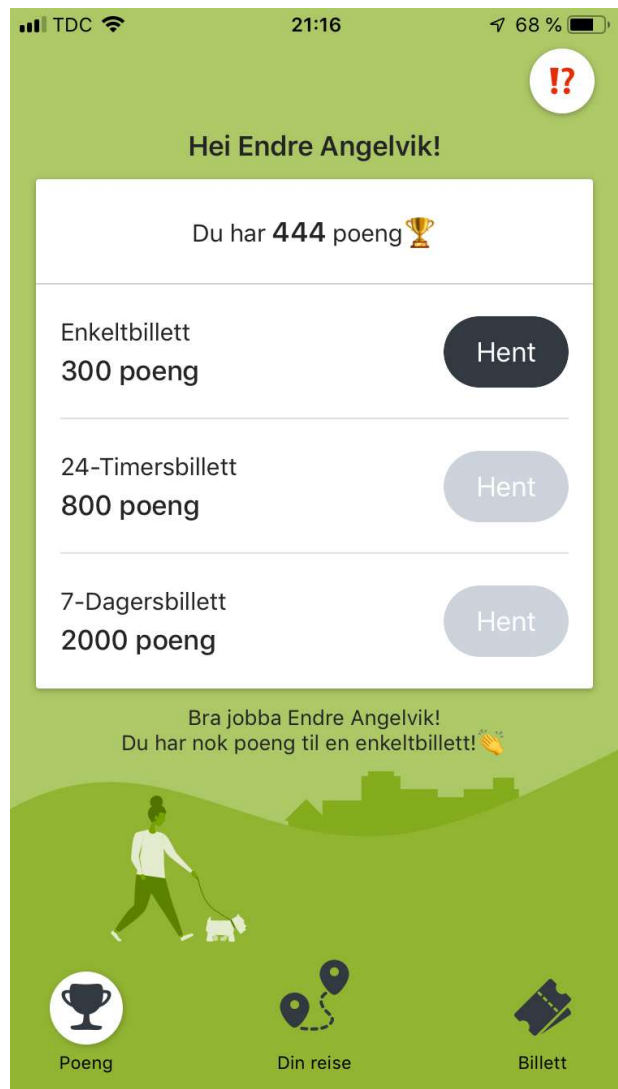 TDC 21:16 68 %
!?
Hei Endre Angelvik!
Du har 444 poeng🏆
Enkeltbillett
300 poeng
Hent
24-Timersbillett
800 poeng
Hent
7-Dagersbillett
2000 poeng
Hent
Bra jobba Endre Angelvik!
Du har nok poeng til en enkeltbillett!👏
Poeng Din reise Billett